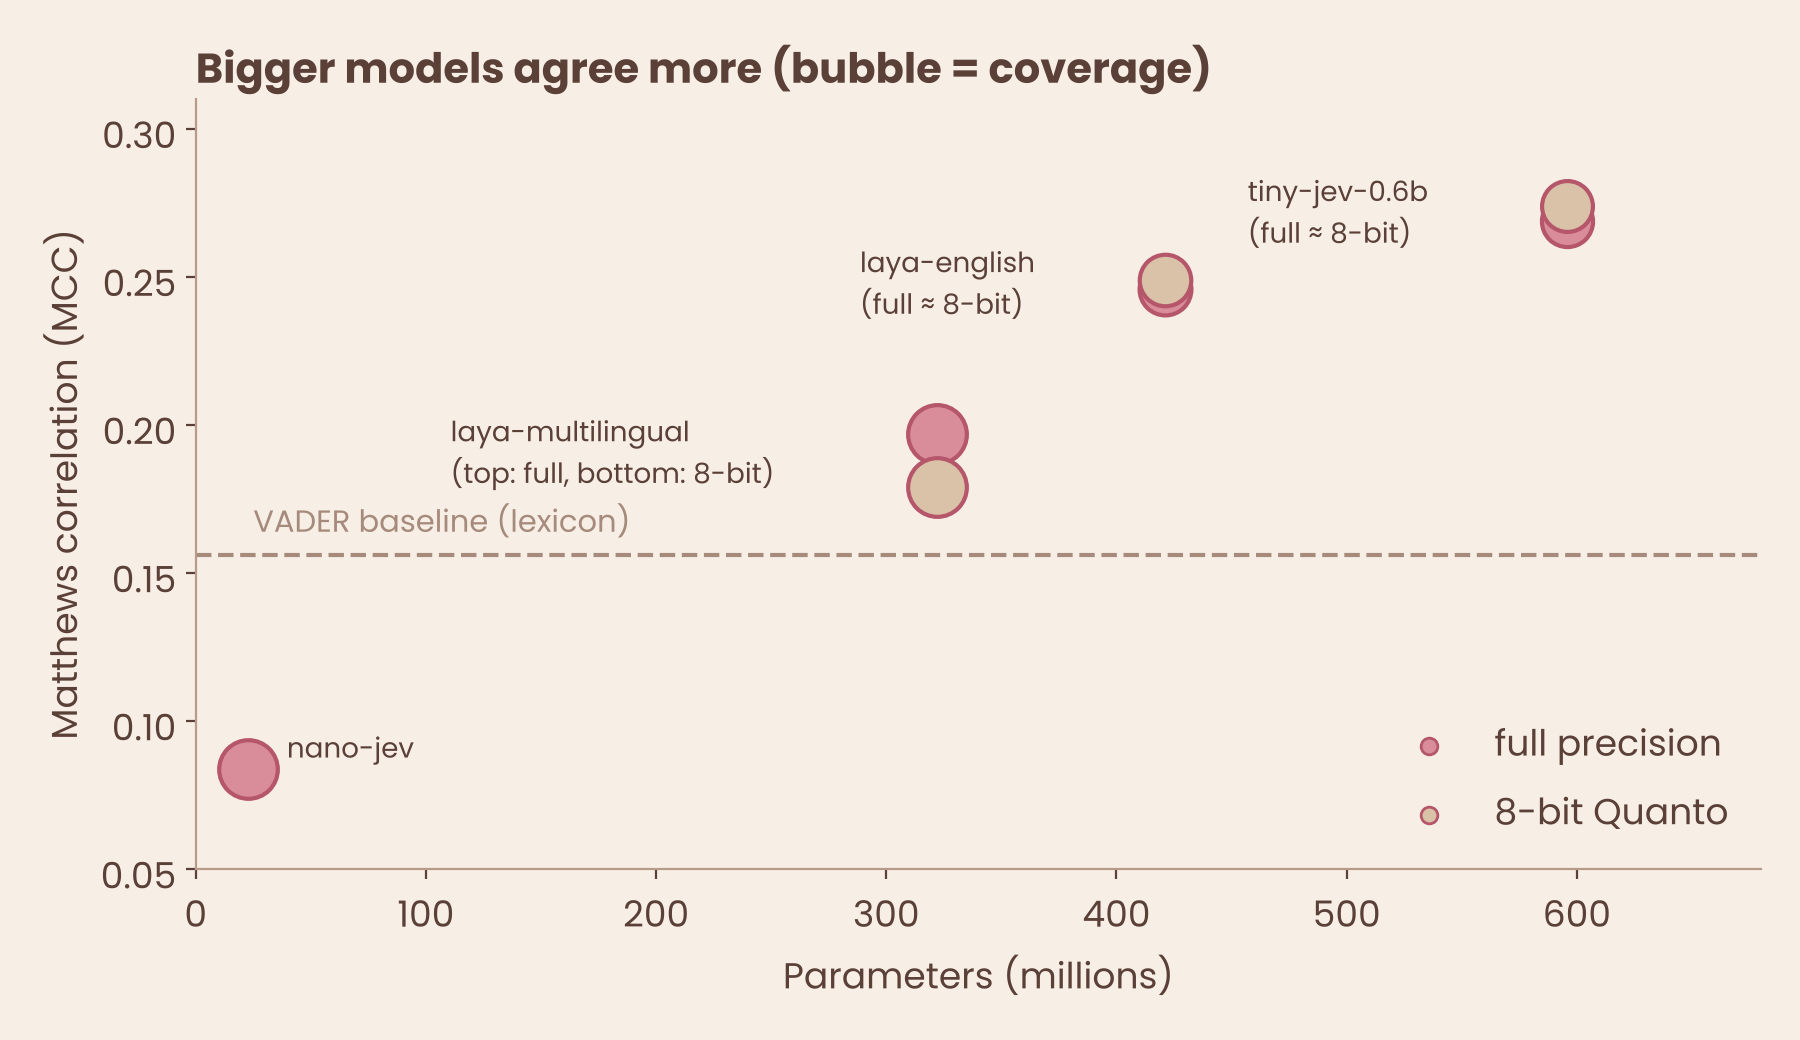 Bigger models agree more (bubble = coverage)
Matthews correlation (MCC)
0.30
0.25
0.20
0.15
0.10
0.05
tiny-jev-0.6b
(full ≈ 8-bit)
laya-english
(full ≈ 8-bit)
laya-multilingual
(top: full, bottom: 8-bit)
VADER baseline (lexicon)
nano-jev
full precision
8-bit Quanto
0 100 200 300 400 500 600
Parameters (millions)